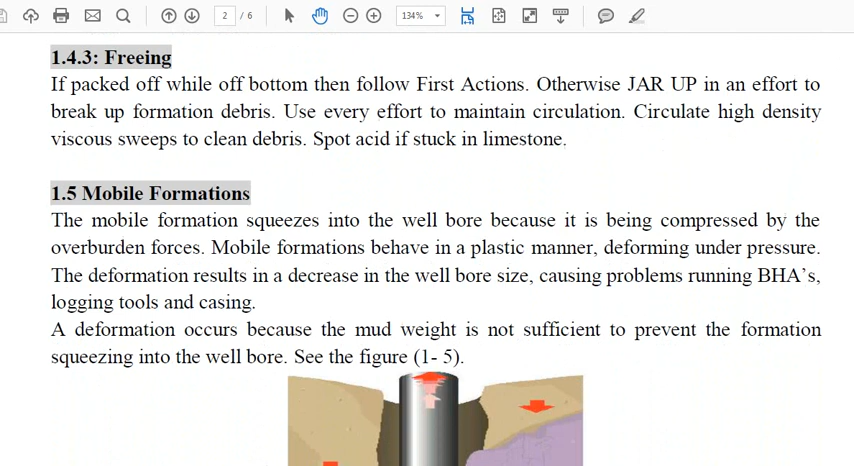 2 / 6
134%
1.4.3: Freeing
If packed off while off bottom then follow First Actions. Otherwise JAR UP in an effort to
break up formation debris. Use every effort to maintain circulation. Circulate high density
viscous sweeps to clean debris. Spot acid if stuck in limestone.
1.5 Mobile Formations
The mobile formation squeezes into the well bore because it is being compressed by the
overburden forces. Mobile formations behave in a plastic manner, deforming under pressure.
The deformation results in a decrease in the well bore size, causing problems running BHA’s,
logging tools and casing.
A deformation occurs because the mud weight is not sufficient to prevent the formation
squeezing into the well bore. See the figure (1- 5).